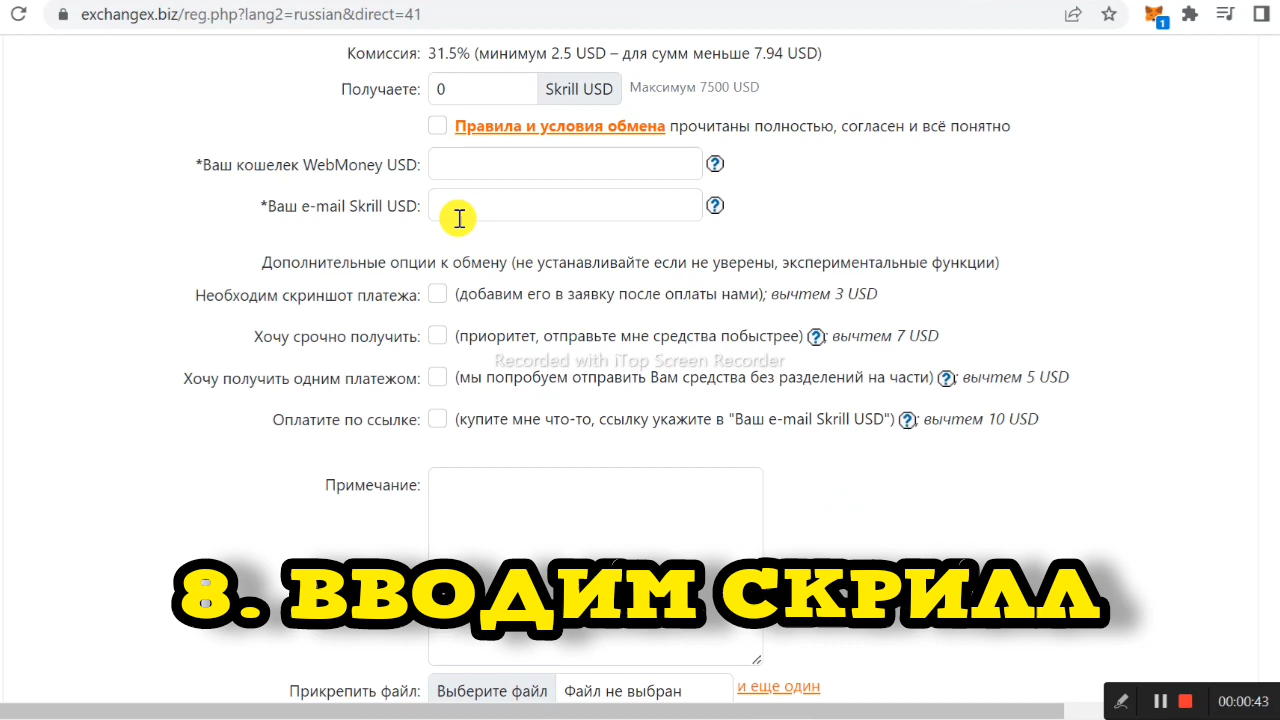 exchangex.biz/reg.php?lang2=russian&direct=41
1
Комиссия: 31.5% (минимум 2.5 USD – для сумм меньше 7.94 USD)
Получаете: 0 Skrill USD Максимум 7500 USD
Правила и условия обмена прочитаны полностью, согласен и всё понятно
*Ваш кошелек WebMoney USD: ?
*Ваш e-mail Skrill USD: ?
Дополнительные опции к обмену (не устанавливайте если не уверены, экспериментальные функции)
Необходим скриншот платежа: (добавим его в заявку после оплаты нами); вычтем 3 USD
Хочу срочно получить: (приоритет, отправьте мне средства побыстрее) ?; вычтем 7 USD
Recorded with iTop Screen Recorder
Хочу получить одним платежом: (мы попробуем отправить Вам средства без разделений на части) ?; вычтем 5 USD
Оплатите по ссылке: (купите мне что-то, ссылку укажите в "Ваш e-mail Skrill USD") ?; вычтем 10 USD
Примечание:
8. ВВОДИМ СКРИЛЛ
Прикрепить файл: Выберите файл Файл не выбран и еще один
00:00:43